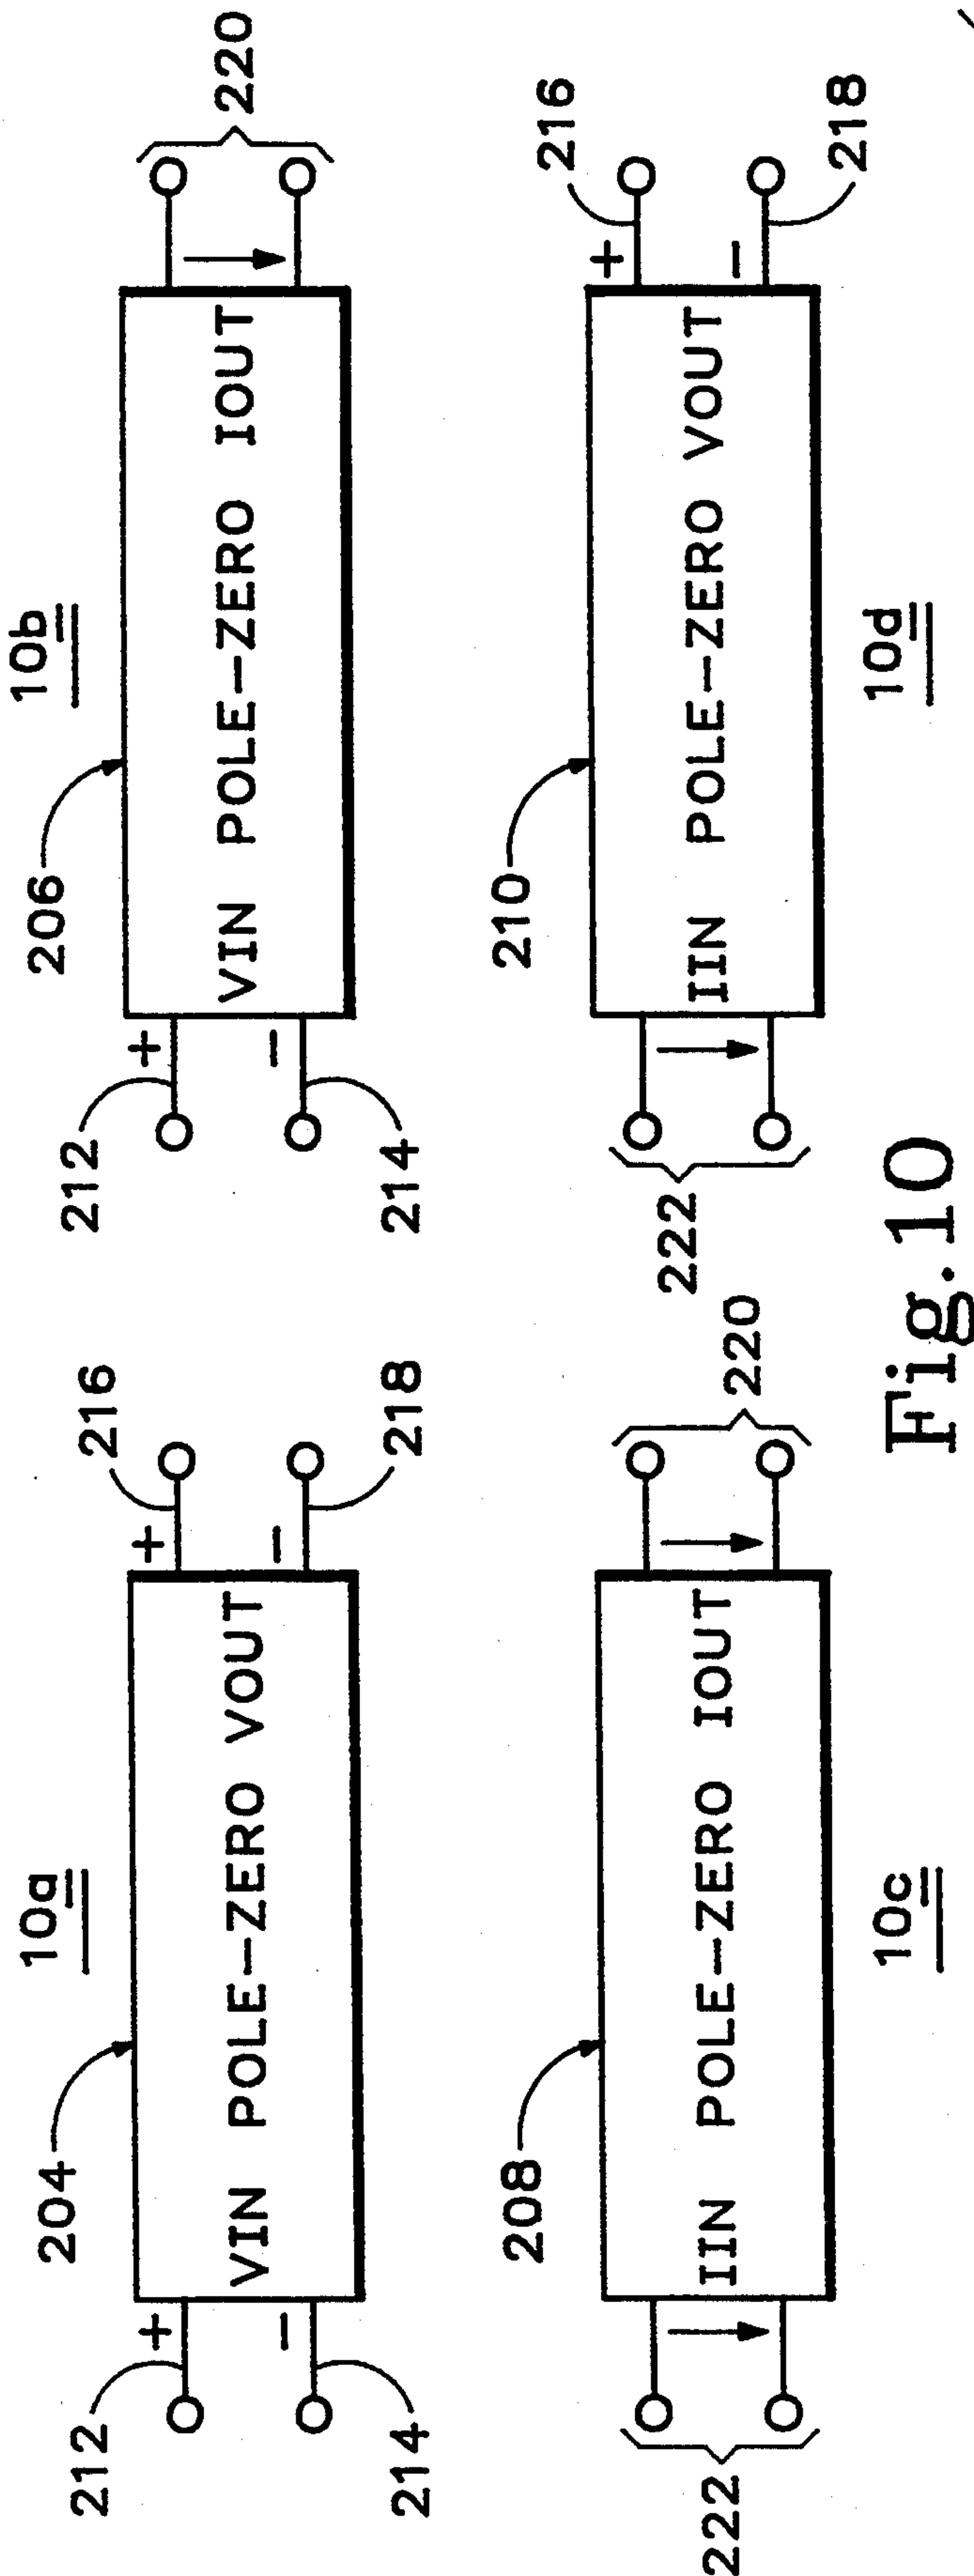 10a
204
212
+
VIN POLE-ZERO VOUT
+
216
214
-
-
218
10b
206
212
+
VIN POLE-ZERO IOUT
220
214
-
208
222
IIN POLE-ZERO IOUT
220
10c
210
222
IIN POLE-ZERO VOUT
+
216
-
218
10d
Fig.10